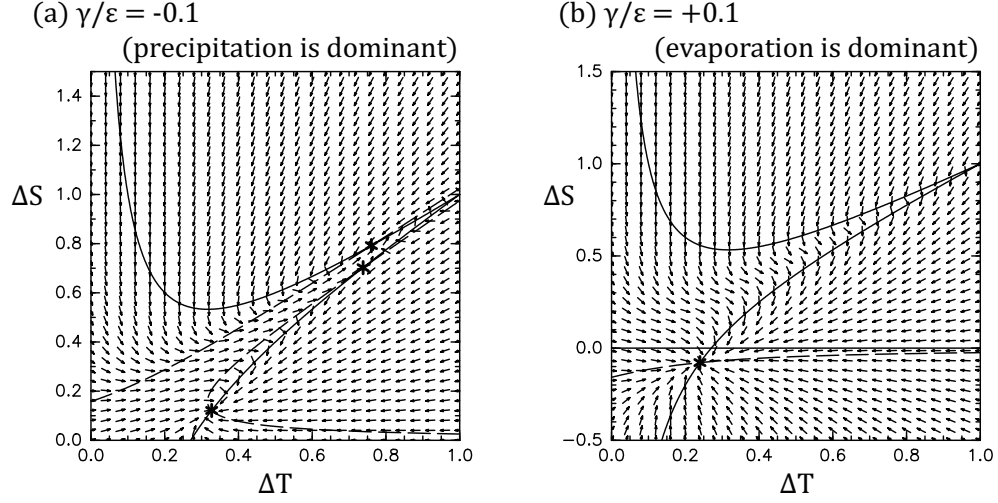 (a) γ/ε = -0.1
(precipitation is dominant)
(b) γ/ε = +0.1
(evaporation is dominant)
ΔS
1.4
1.2
1.0
0.8
0.6
0.4
0.2
0.0
0.0 0.2 0.4 0.6 0.8 1.0
ΔT
ΔS
1.5
1.0
0.5
0.0
−0.5
0.0 0.2 0.4 0.6 0.8 1.0
ΔT